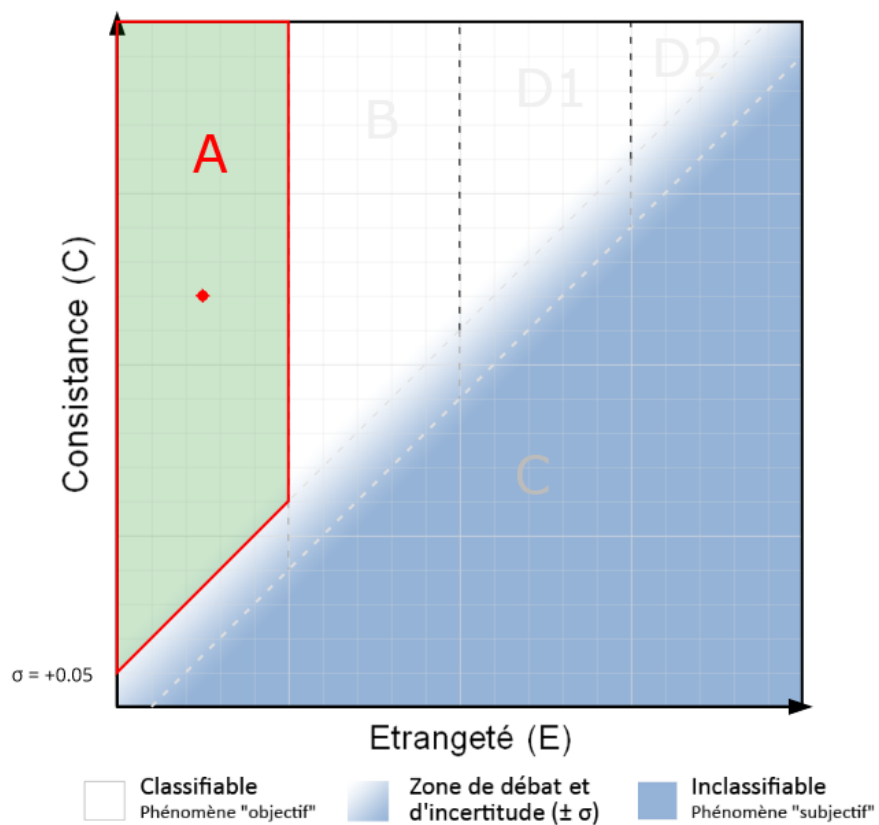 D2
D1
B
A
Consistance (C)
C
σ = +0.05
Etrangeté (E)
Classifiable
Phénomène "objectif"
Zone de débat et
d'incertitude (± σ)
Inclassifiable
Phénomène "subjectif"